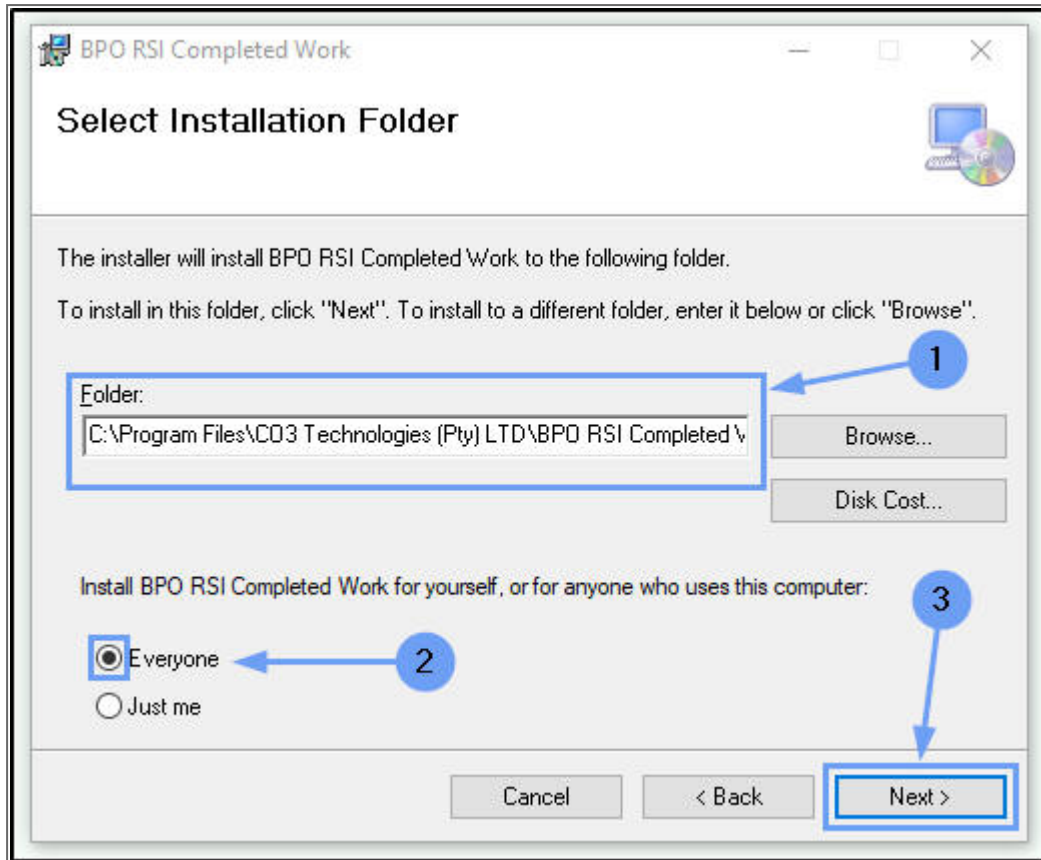 BPO RSI Completed Work
Select Installation Folder
The installer will install BPO RSI Completed Work to the following folder.
To install in this folder, click "Next". To install to a different folder, enter it below or click "Browse".
1
Folder:
C:\Program Files\CO3 Technologies (Pty) LTD\BPO RSI Completed
Browse...
Disk Cost...
Install BPO RSI Completed Work for yourself, or for anyone who uses this computer:
3
Everyone
2
Just me
Cancel
< Back
Next >